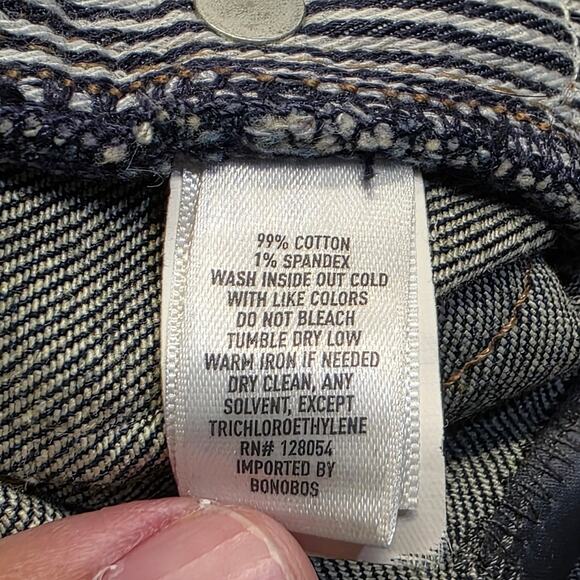 99% COTTON
1% SPANDEX
WASH INSIDE OUT COLD
WITH LIKE COLORS
DO NOT BLEACH
TUMBLE DRY LOW
WARM IRON IF NEEDED
DRY CLEAN, ANY
SOLVENT, EXCEPT
TRICHLOROETHYLENE
RN# 128054
IMPORTED BY
BONOBOS